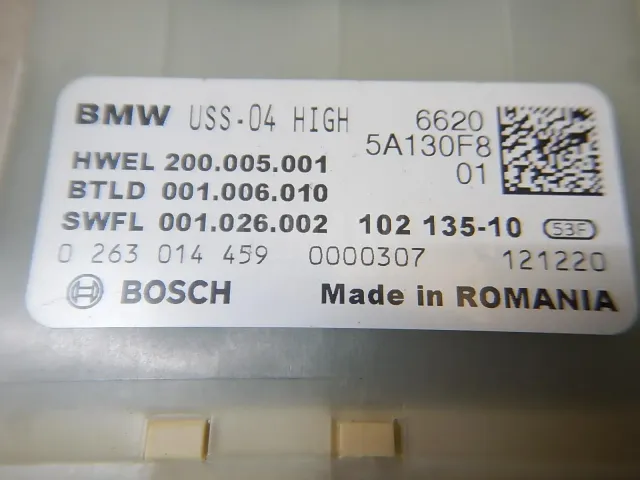 BMW USS-04 HIGH 6620
5A130F8
HWEL 200.005.001 01
BTLD 001.006.010
SWFL 001.026.002 102 135-10 53F
0 263 014 459 0000307 121220
BOSCH Made in ROMANIA